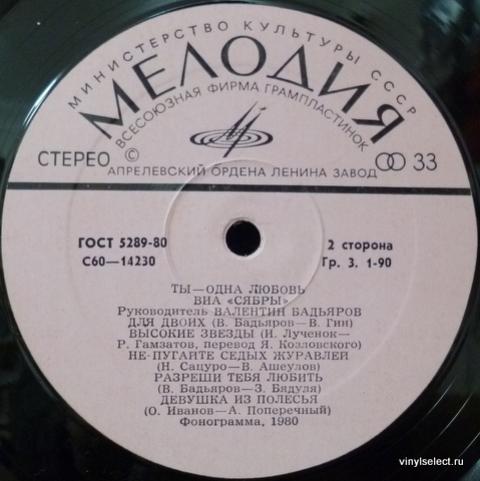 МИНИСТЕРСТВО КУЛЬТУРЫ СССР
МЕЛОДИЯ
ВСЕСОЮЗНАЯ ФИРМА ГРАМПЛАСТИНОК
СТЕРЕО © 33
АПРЕЛЕВСКИЙ ОРДЕНА ЛЕНИНА ЗАВОД
ГОСТ 5289-80 2 сторона
С60—14230 Гр. 3. 1-90
ТЫ—ОДНА ЛЮБОВЬ
ВИА «СЯБРЫ»
Руководитель ВАЛЕНТИН БАДЬЯРОВ
ДЛЯ ДВОИХ (В. Бадьяров—В. Гин)
ВЫСОКИЕ ЗВЕЗДЫ (И. Лученок—
Р. Гамзатов, перевод Я. Козловского)
НЕ ПУГАЙТЕ СЕДЫХ ЖУРАВЛЕЙ
(Н. Сацуро—В. Ашеулов)
РАЗРЕШИ ТЕБЯ ЛЮБИТЬ
(В. Бадьяров—З. Бядуля)
ДЕВУШКА ИЗ ПОЛЕСЬЯ
(О. Иванов—А. Поперечный)
Фонограмма, 1980
vinylselect.ru